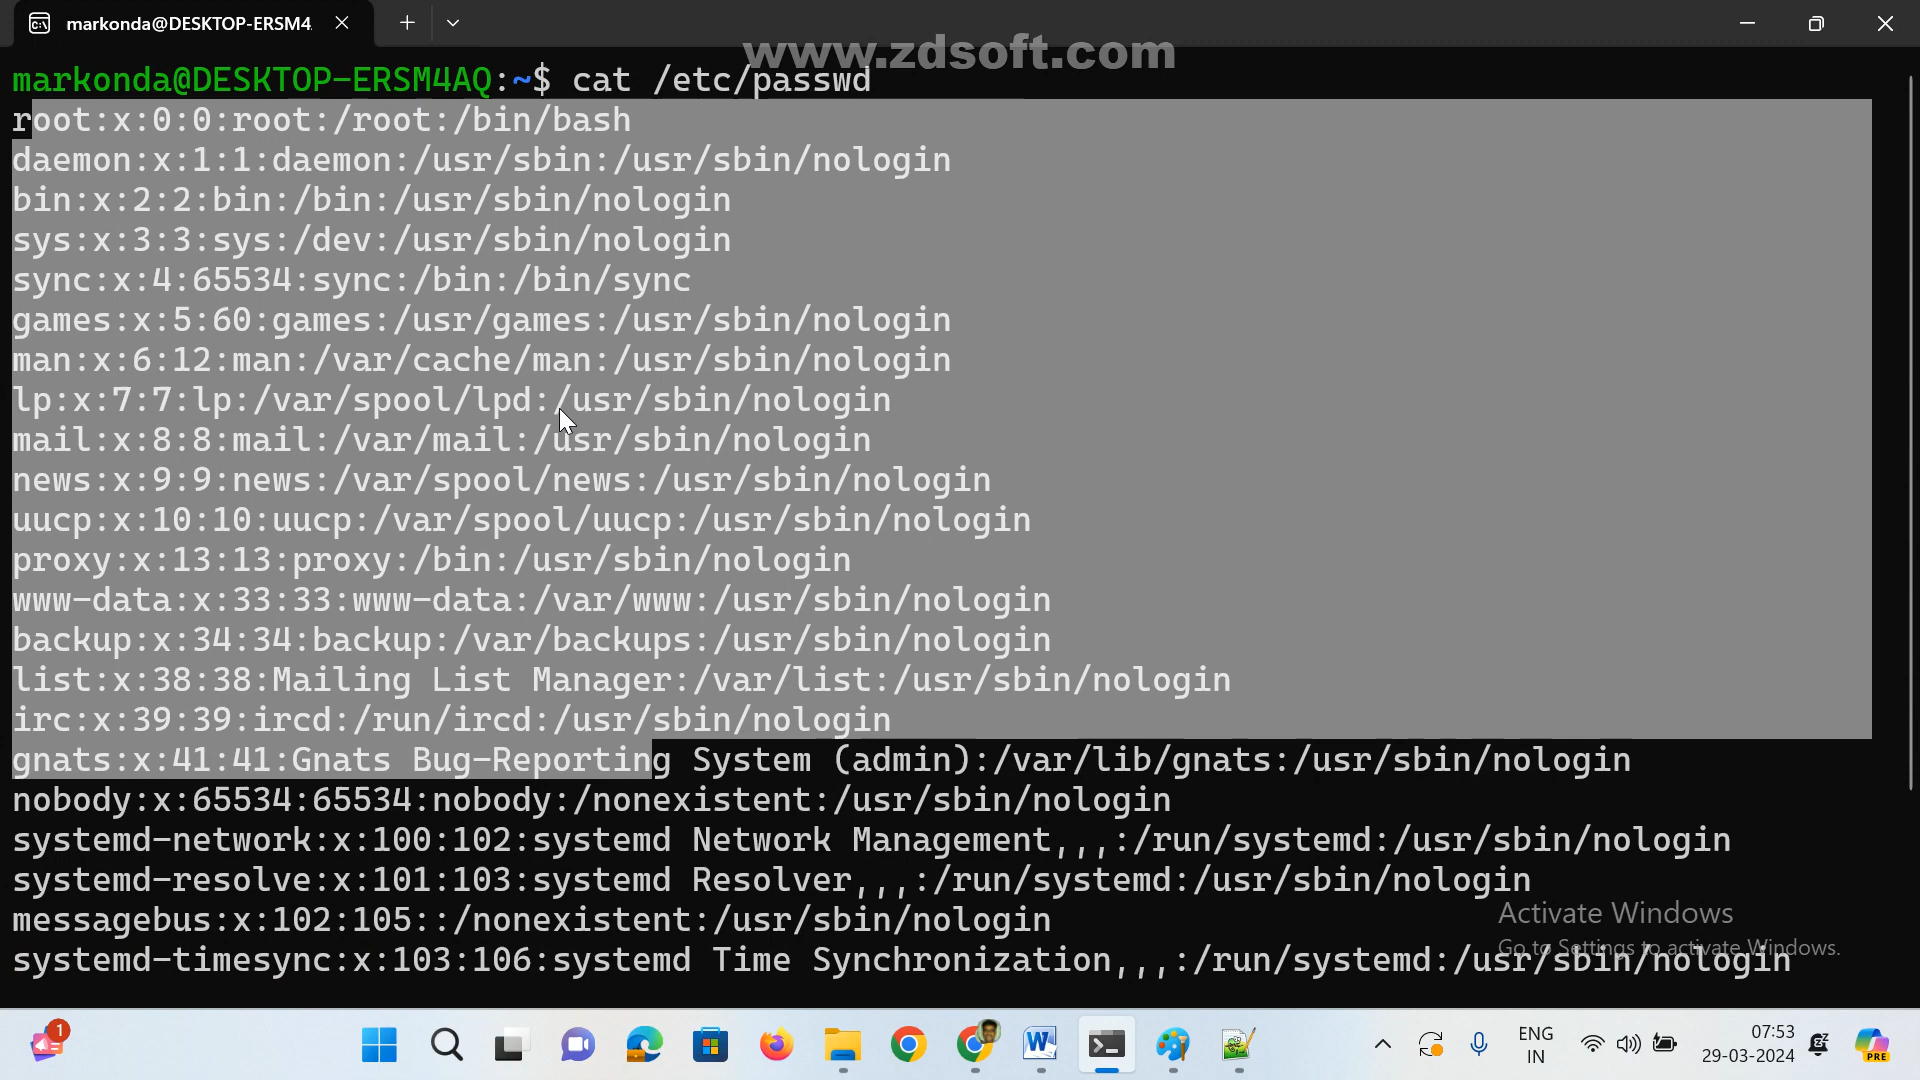 markonda@DESKTOP-ERSM4
www.zdsoft.com
markonda@DESKTOP-ERSM4AQ:~$ cat /etc/passwd
root:x:0:0:root:/root:/bin/bash
daemon:x:1:1:daemon:/usr/sbin:/usr/sbin/nologin
bin:x:2:2:bin:/bin:/usr/sbin/nologin
sys:x:3:3:sys:/dev:/usr/sbin/nologin
sync:x:4:65534:sync:/bin:/bin/sync
games:x:5:60:games:/usr/games:/usr/sbin/nologin
man:x:6:12:man:/var/cache/man:/usr/sbin/nologin
lp:x:7:7:lp:/var/spool/lpd:/usr/sbin/nologin
mail:x:8:8:mail:/var/mail:/usr/sbin/nologin
news:x:9:9:news:/var/spool/news:/usr/sbin/nologin
uucp:x:10:10:uucp:/var/spool/uucp:/usr/sbin/nologin
proxy:x:13:13:proxy:/bin:/usr/sbin/nologin
www-data:x:33:33:www-data:/var/www:/usr/sbin/nologin
backup:x:34:34:backup:/var/backups:/usr/sbin/nologin
list:x:38:38:Mailing List Manager:/var/list:/usr/sbin/nologin
irc:x:39:39:ircd:/run/ircd:/usr/sbin/nologin
gnats:x:41:41:Gnats Bug-Reporting System (admin):/var/lib/gnats:/usr/sbin/nologin
nobody:x:65534:65534:nobody:/nonexistent:/usr/sbin/nologin
systemd-network:x:100:102:systemd Network Management,,,:/run/systemd:/usr/sbin/nologin
systemd-resolve:x:101:103:systemd Resolver,,,:/run/systemd:/usr/sbin/nologin
messagebus:x:102:105::/nonexistent:/usr/sbin/nologin
systemd-timesync:x:103:106:systemd Time Synchronization,,,:/run/systemd:/usr/sbin/nologin
Activate Windows
Go to Settings to activate Windows.
1
ENG
IN
07:53
29-03-2024
PRE